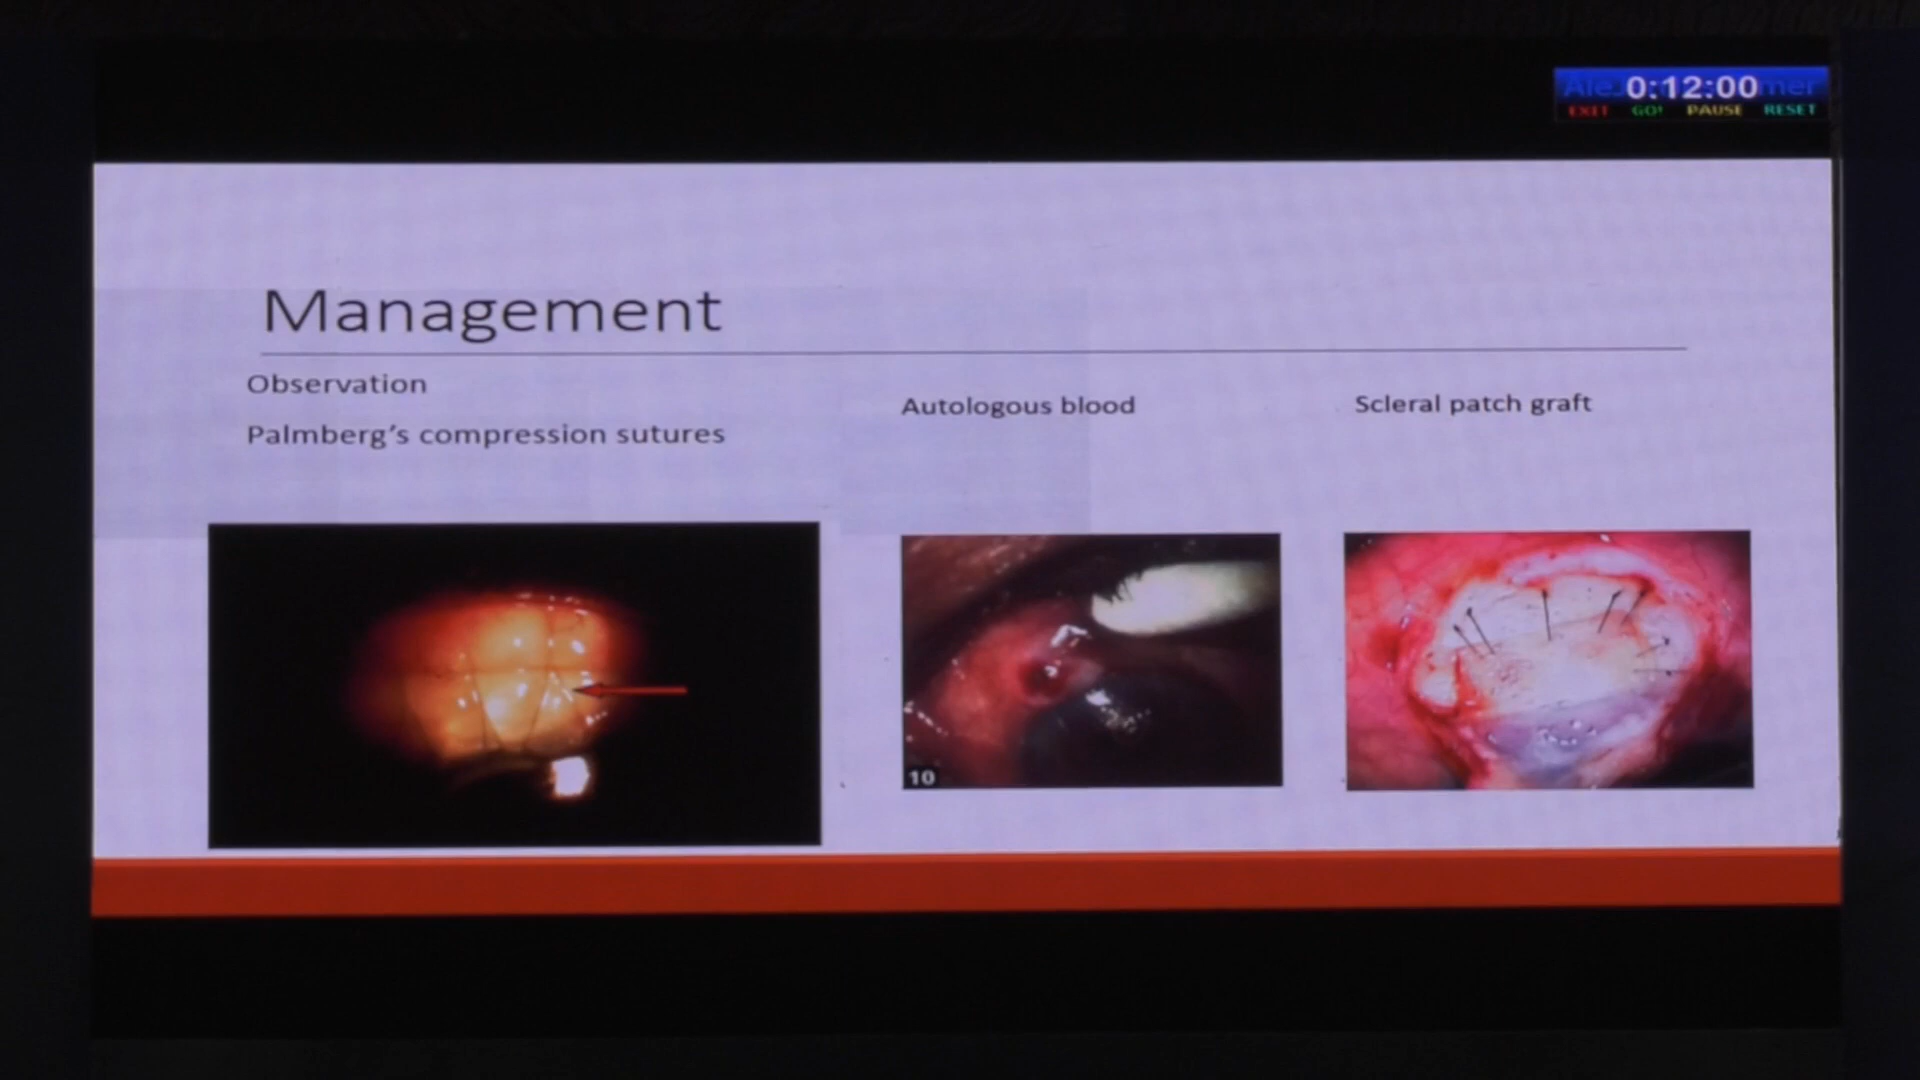 0:12:00
EXIT GO! PAUSE RESET
Management
Observation
Palmberg's compression sutures
Autologous blood
Scleral patch graft
10